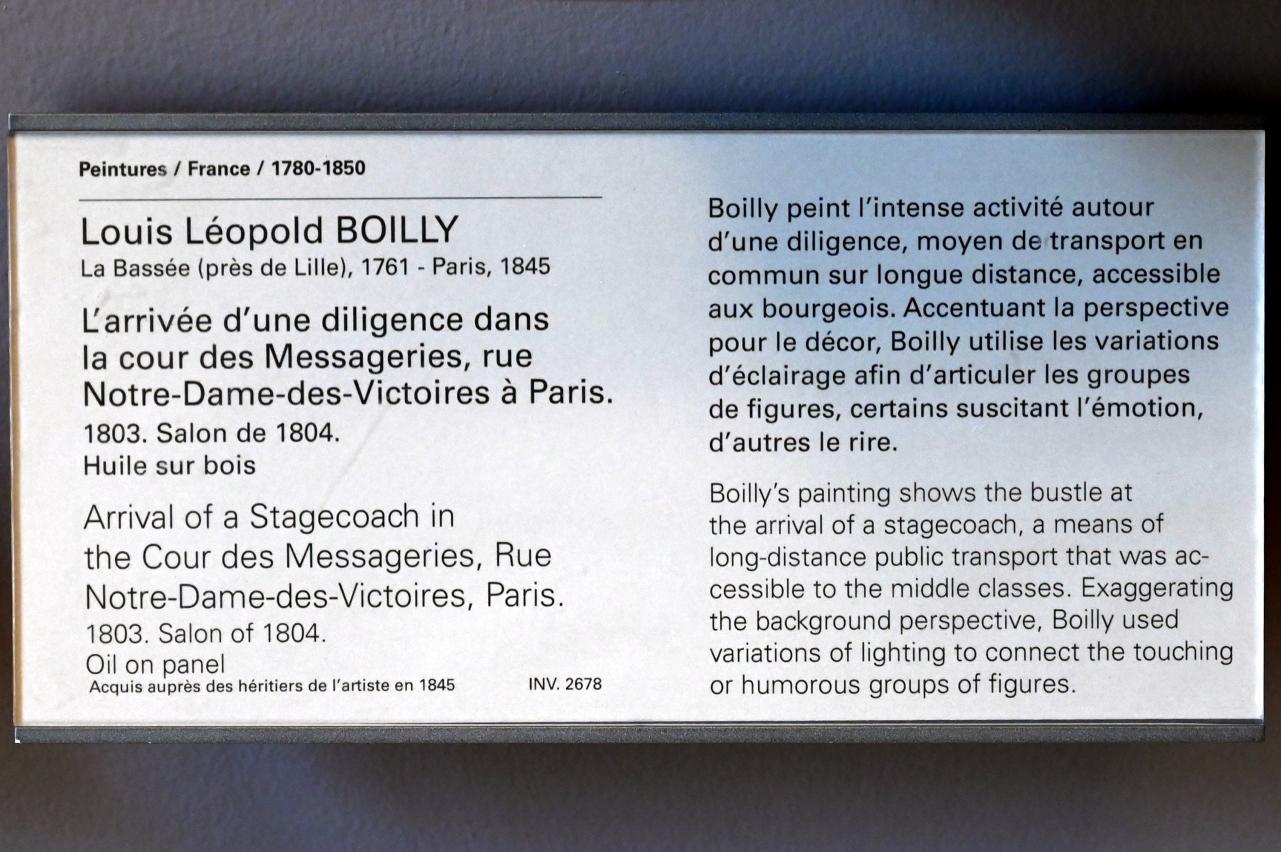 Peintures / France / 1780-1850
Louis Léopold BOILLY
La Bassée (près de Lille), 1761 - Paris, 1845
L'arrivée d'une diligence dans
la cour des Messageries, rue
Notre-Dame-des-Victoires à Paris.
1803. Salon de 1804.
Huile sur bois
Arrival of a Stagecoach in
the Cour des Messageries, Rue
Notre-Dame-des-Victoires, Paris.
1803. Salon of 1804.
Oil on panel
Acquis auprès des héritiers de l'artiste en 1845 INV. 2678
Boilly peint l'intense activité autour
d'une diligence, moyen de transport en
commun sur longue distance, accessible
aux bourgeois. Accentuant la perspective
pour le décor, Boilly utilise les variations
d'éclairage afin d'articuler les groupes
de figures, certains suscitant l'émotion,
d'autres le rire.
Boilly's painting shows the bustle at
the arrival of a stagecoach, a means of
long-distance public transport that was ac-
cessible to the middle classes. Exaggerating
the background perspective, Boilly used
variations of lighting to connect the touching
or humorous groups of figures.